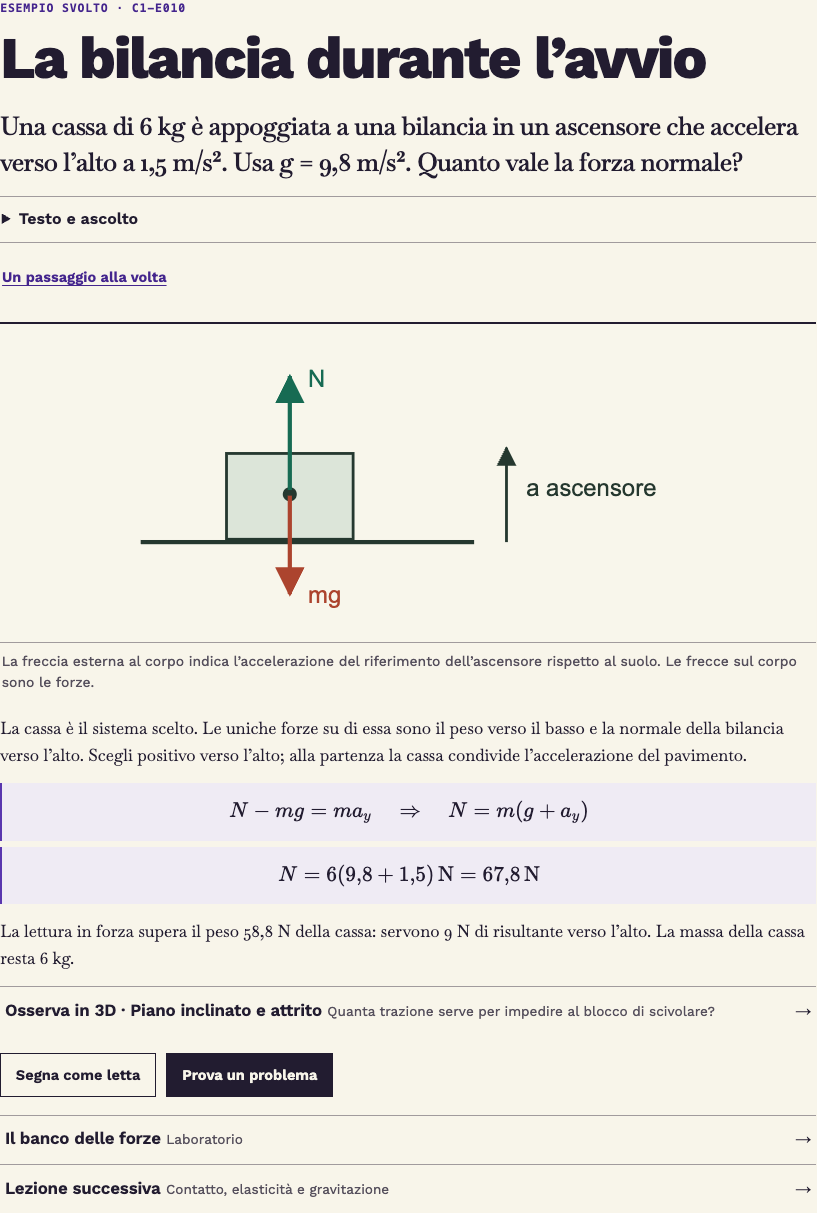 ESEMPIO SVOLTO · C1-E010
La bilancia durante l’avvio
Una cassa di 6 kg è appoggiata a una bilancia in un ascensore che accelera
verso l’alto a 1,5 m/s². Usa g = 9,8 m/s². Quanto vale la forza normale?
Testo e ascolto
Un passaggio alla volta
N
a ascensore
mg
La freccia esterna al corpo indica l’accelerazione del riferimento dell’ascensore rispetto al suolo. Le frecce sul corpo
sono le forze.
La cassa è il sistema scelto. Le uniche forze su di essa sono il peso verso il basso e la normale della bilancia
verso l’alto. Scegli positivo verso l’alto; alla partenza la cassa condivide l’accelerazione del pavimento.
N − mg = ma_y ⇒ N = m(g + a_y)
N = 6(9,8 + 1,5) N = 67,8 N
La lettura in forza supera il peso 58,8 N della cassa: servono 9 N di risultante verso l’alto. La massa della cassa
resta 6 kg.
Osserva in 3D · Piano inclinato e attrito Quanta trazione serve per impedire al blocco di scivolare? →
Segna come letta Prova un problema
Il banco delle forze Laboratorio →
Lezione successiva Contatto, elasticità e gravitazione →